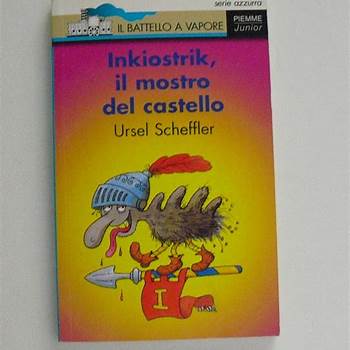 serie azzurra
IL BATTELLO A VAPORE
PIEMME
Junior
Inkiostrik,
il mostro
del castello
Ursel Scheffler
I